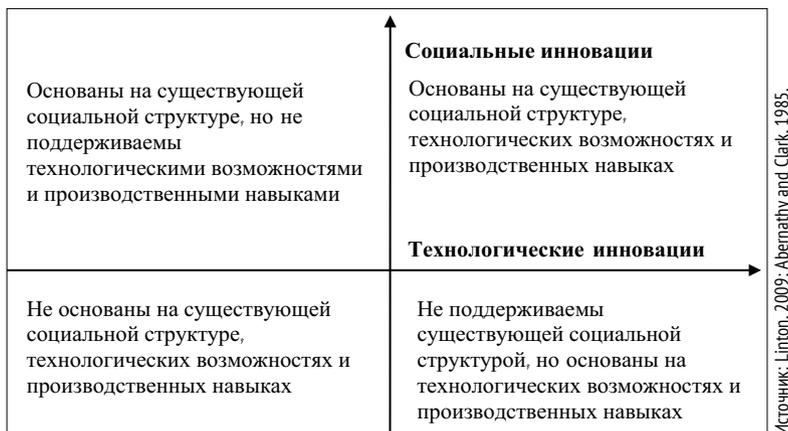 Социальные инновации
Основаны на существующей
социальной структуре, но не
поддерживаемы
технологическими возможностями
и производственными навыками
Основаны на существующей
социальной структуре,
технологических возможностях и
производственных навыках
Технологические инновации
Не основаны на существующей
социальной структуре,
технологических возможностях и
производственных навыках
Не поддерживаемы
существующей социальной
структурой, но основаны на
технологических возможностях и
производственных навыках
Источник: Linton, 2009; Abernathy and Clark, 1985.